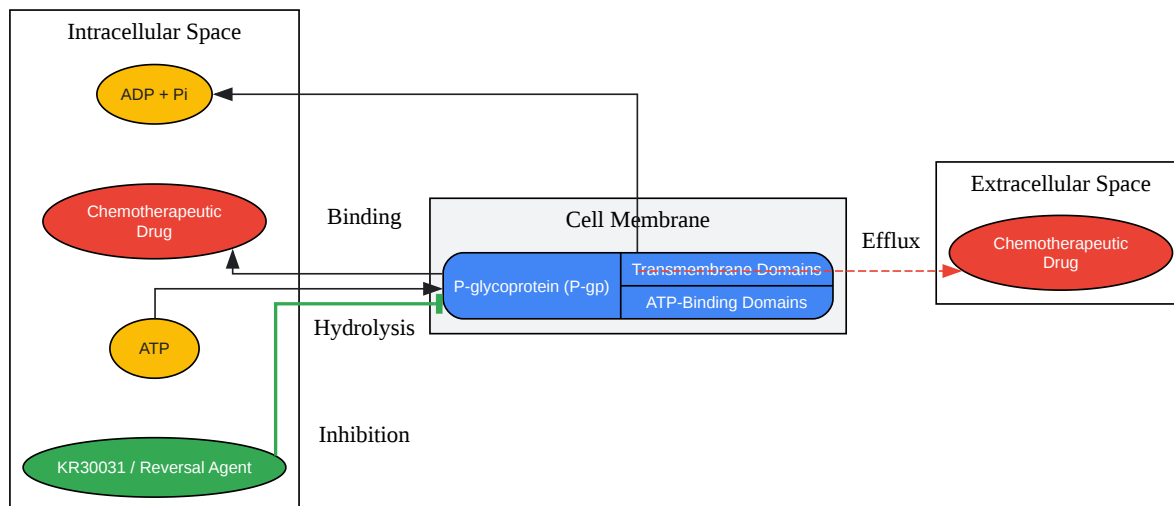 Intracellular Space
ADP + Pi
Chemotherapeutic
Drug
ATP
KR30031 / Reversal Agent
Binding
Hydrolysis
Inhibition
Cell Membrane
P-glycoprotein (P-gp)
Transmembrane Domains
ATP-Binding Domains
Efflux
Extracellular Space
Chemotherapeutic
Drug